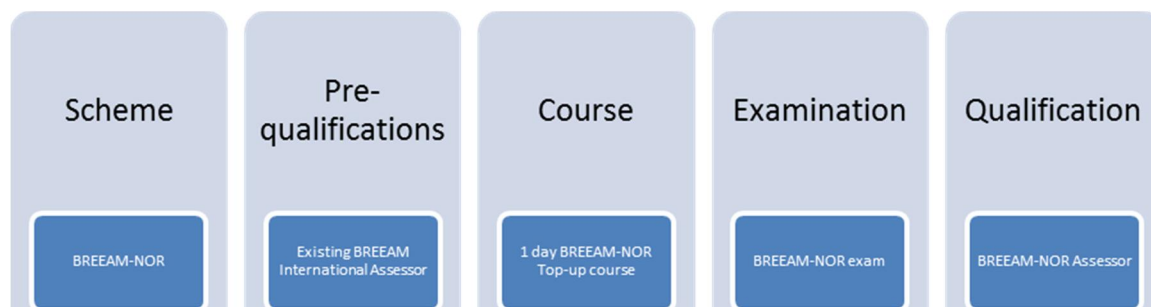 Scheme
BREEAM-NOR
Pre-
qualifications
Existing BREEAM
International Assessor
Course
1 day BREEAM-NOR
Top-up course
Examination
BREEAM-NOR exam
Qualification
BREEAM-NOR Assessor